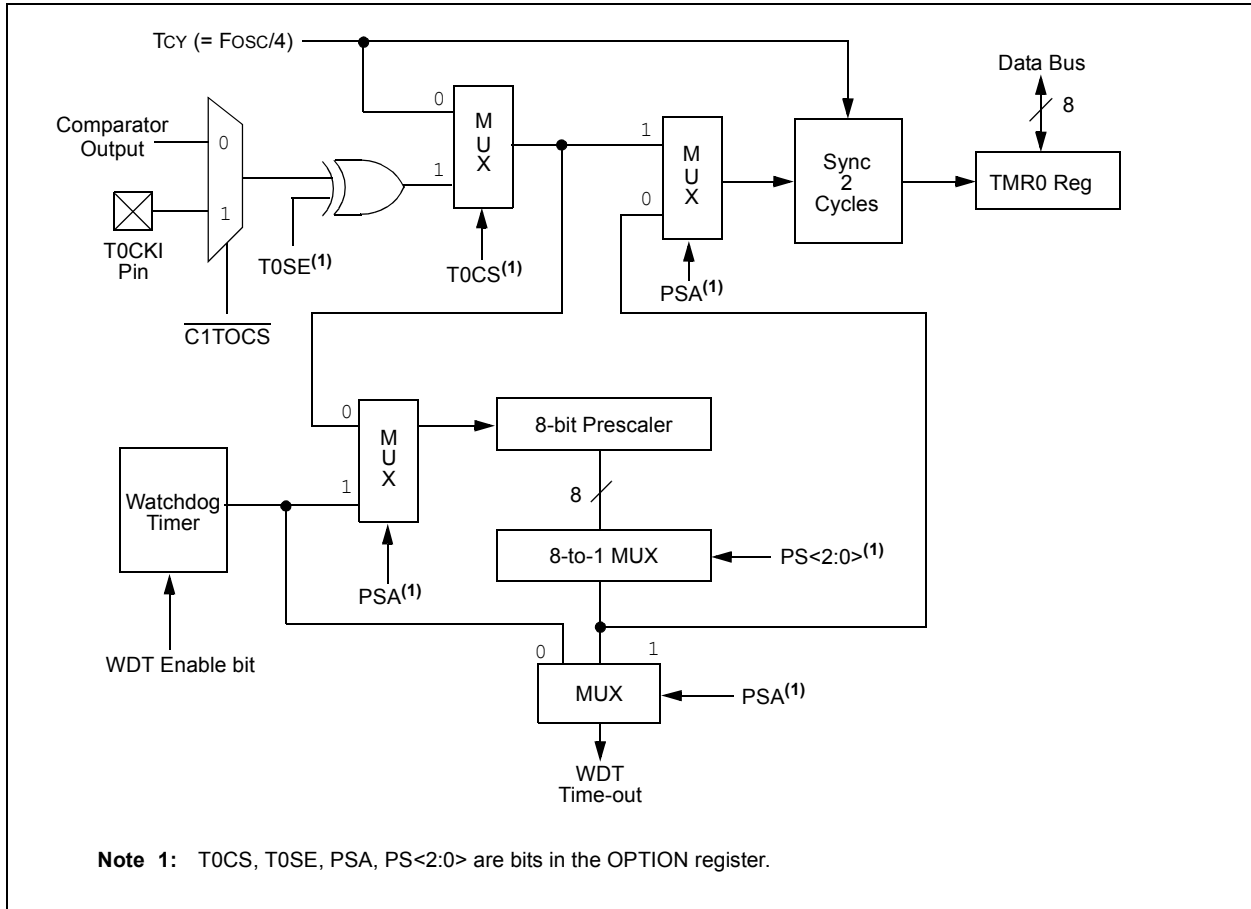 TCY (= FOSC/4)
Data Bus
8
0
M
U
X
1
Comparator
Output
0
1
T0CKI
Pin
C1TOCS
T0SE(1)
T0CS(1)
1
M
U
X
0
PSA(1)
Sync
2
Cycles
TMR0 Reg
0
M
U
X
1
PSA(1)
8-bit Prescaler
8
Watchdog
Timer
8-to-1 MUX
PS<2:0>(1)
WDT Enable bit
0
1
MUX
PSA(1)
WDT
Time-out
Note 1: T0CS, T0SE, PSA, PS<2:0> are bits in the OPTION register.